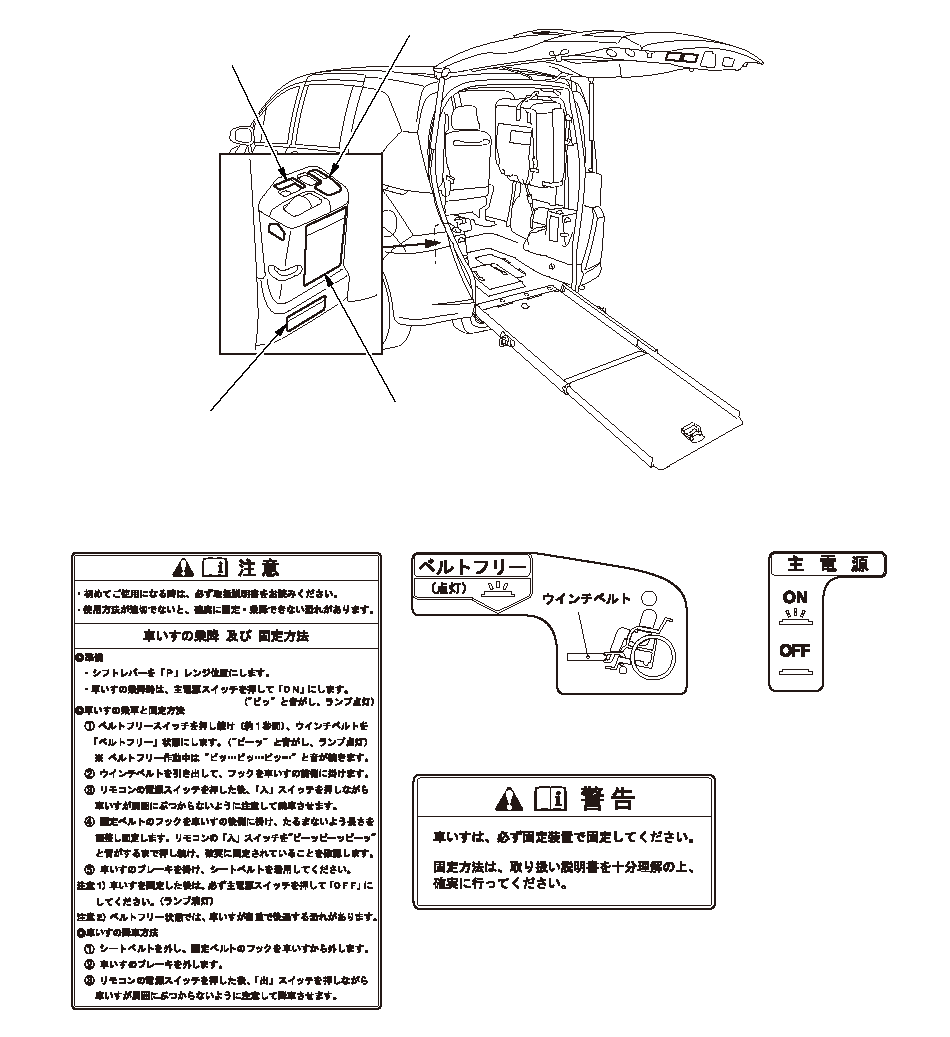 注意
・初めてご使用になる時は、必ず取扱説明書をお読みください。
・使用方法が適切でないと、確実に固定・乗降できない恐れがあります。
車いすの乗降 及び 固定方法
◎準備
・シフトレバーを「P」レンジ位置にします。
・車いすの乗降時は、主電源スイッチを押して「ON」にします。
(“ピッ”と音がし、ランプ点灯)
◎車いすの乗車と固定方法
① ベルトフリースイッチを押し続け(約1秒間)、ウインチベルトを
「ベルトフリー」状態にします。(“ピーッ”と音がし、ランプ点灯)
※ ベルトフリー作動中は“ピッ…ピッ…ピッ…”と音が続きます。
② ウインチベルトを引き出して、フックを車いすの前側に掛けます。
③ リモコンの電源スイッチを押した後、「入」スイッチを押しながら
車いすが周囲にぶつからないように注意して乗車させます。
④ 固定ベルトのフックを車いすの後側に掛け、たるまないよう長さを
調整し固定します。リモコンの「入」スイッチを“ピーッピーッピーッ”
と音がするまで押し続け、確実に固定されていることを確認します。
⑤ 車いすのブレーキを掛け、シートベルトを着用してください。
注意1) 車いすを固定した後は、必ず主電源スイッチを押して「OFF」に
してください。(ランプ消灯)
注意2) ベルトフリー状態では、車いすが自重で後退する恐れがあります。
◎車いすの降車方法
① シートベルトを外し、固定ベルトのフックを車いすから外します。
② 車いすのブレーキを外します。
③ リモコンの電源スイッチを押した後、「出」スイッチを押しながら
車いすが周囲にぶつからないように注意して降車させます。
ベルトフリー
(点灯)
ウインチベルト
主電源
ON
OFF
警告
車いすは、必ず固定装置で固定してください。
固定方法は、取り扱い説明書を十分理解の上、
確実に行ってください。